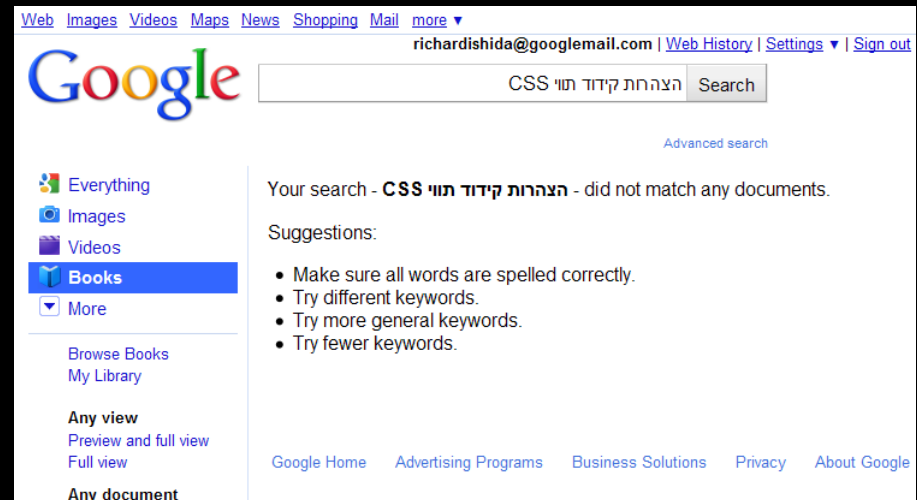 Web Images Videos Maps News Shopping Mail more ▼
richardishida@googlemail.com | Web History | Settings ▼ | Sign out
Google
הצהרות קידוד תווי CSS
Search
Advanced search
Everything
Images
Videos
Books
More
Browse Books
My Library
Any view
Preview and full view
Full view
Any document
Your search - הצהרות קידוד תווי CSS - did not match any documents.
Suggestions:
• Make sure all words are spelled correctly.
• Try different keywords.
• Try more general keywords.
• Try fewer keywords.
Google Home Advertising Programs Business Solutions Privacy About Google